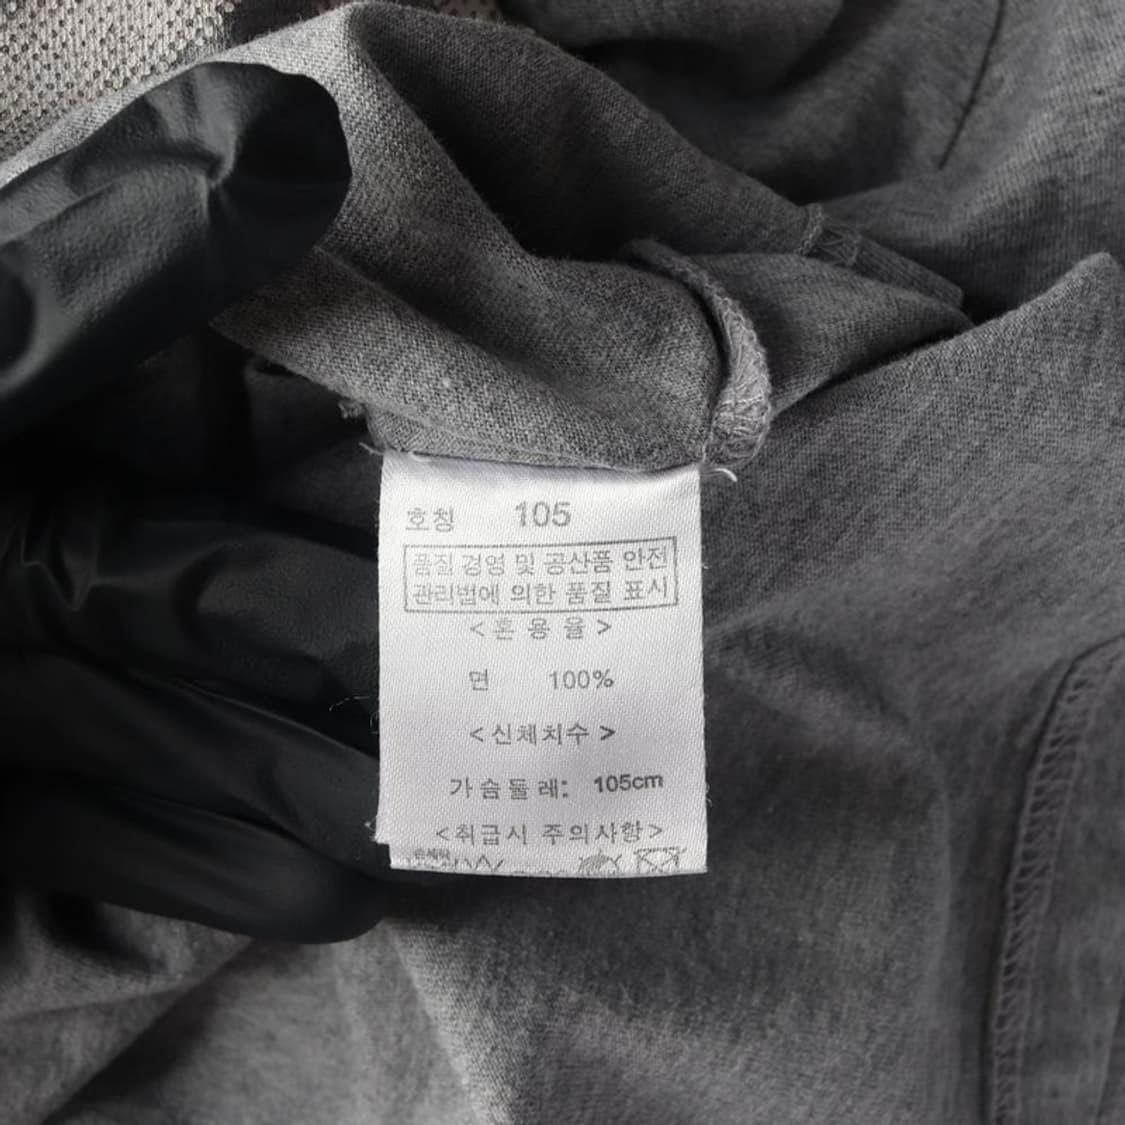 호칭 105
품질경영 및 공산품 안전
관리법에 의한 품질 표시
<혼용율>
면 100%
<신체치수>
가슴둘레: 105cm
<취급시 주의사항>